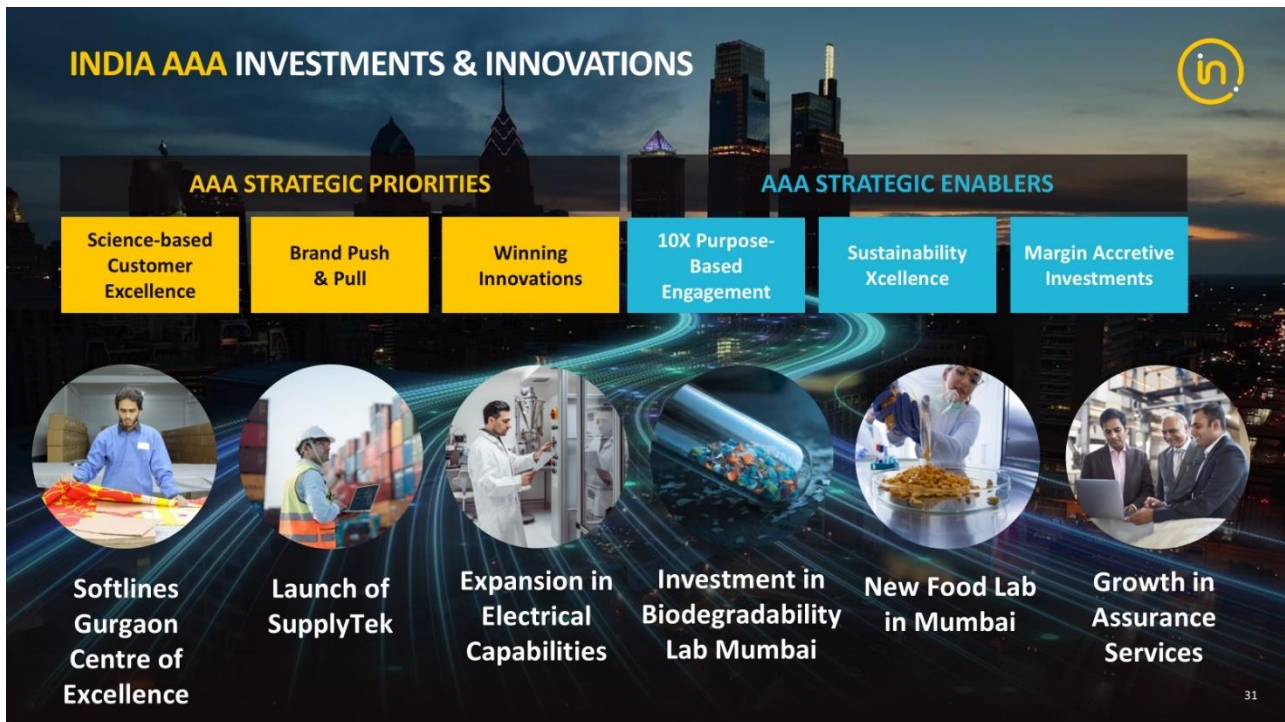 INDIA AAA INVESTMENTS & INNOVATIONS
in
AAA STRATEGIC PRIORITIES
AAA STRATEGIC ENABLERS
Science-based
Customer
Excellence
Brand Push
& Pull
Winning
Innovations
10X Purpose-
Based
Engagement
Sustainability
Xcellence
Margin Accretive
Investments
Softlines
Gurgaon
Centre of
Excellence
Launch of
SupplyTek
Expansion in
Electrical
Capabilities
Investment in
Biodegradability
Lab Mumbai
New Food Lab
in Mumbai
Growth in
Assurance
Services
31